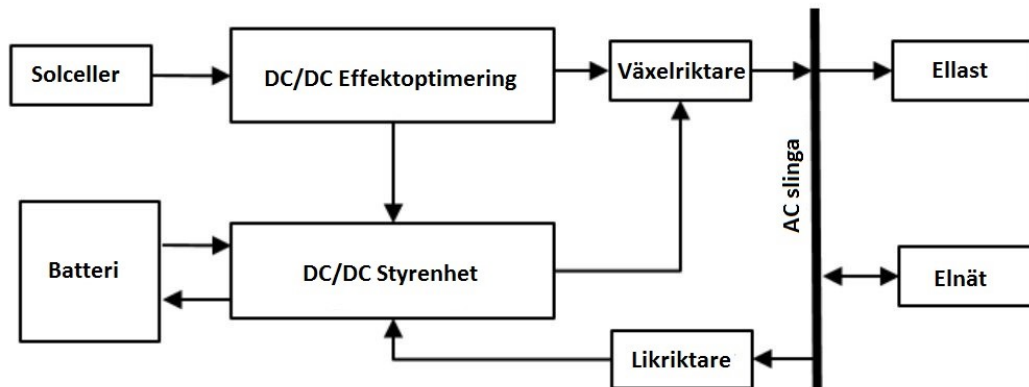 Solceller
DC/DC Effektoptimering
Växelriktare
Ellast
AC slinga
Batteri
DC/DC Styrenhet
Elnät
Likriktare